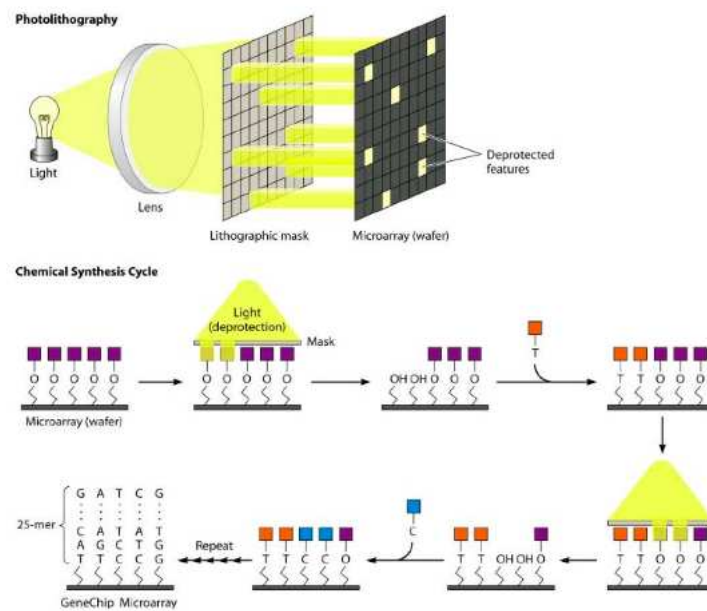 Photolithography
Light
Lens
Lithographic mask
Microarray (wafer)
Deprotected
features
Chemical Synthesis Cycle
O O O O O
Microarray (wafer)
Light
(deprotection)
Mask
O O O O O
OH OH O O O
T
T T O O O
T T O O O
T T OH OH O
C
T T C C O
Repeat
25-mer
G A T C G
C A T A T
A G C T G
T T C C G
GeneChip Microarray